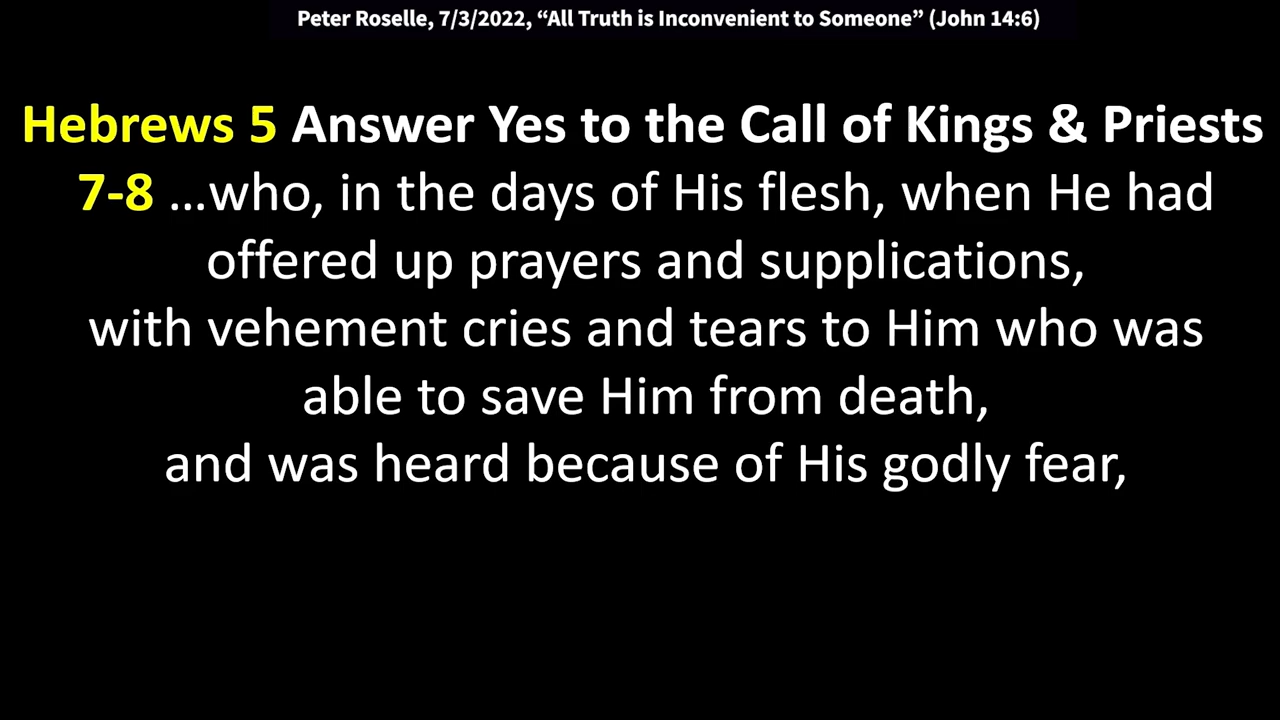 Peter Roselle, 7/3/2022, “All Truth is Inconvenient to Someone” (John 14:6)
Hebrews 5 Answer Yes to the Call of Kings & Priests
7-8 ...who, in the days of His flesh, when He had
offered up prayers and supplications,
with vehement cries and tears to Him who was
able to save Him from death,
and was heard because of His godly fear,